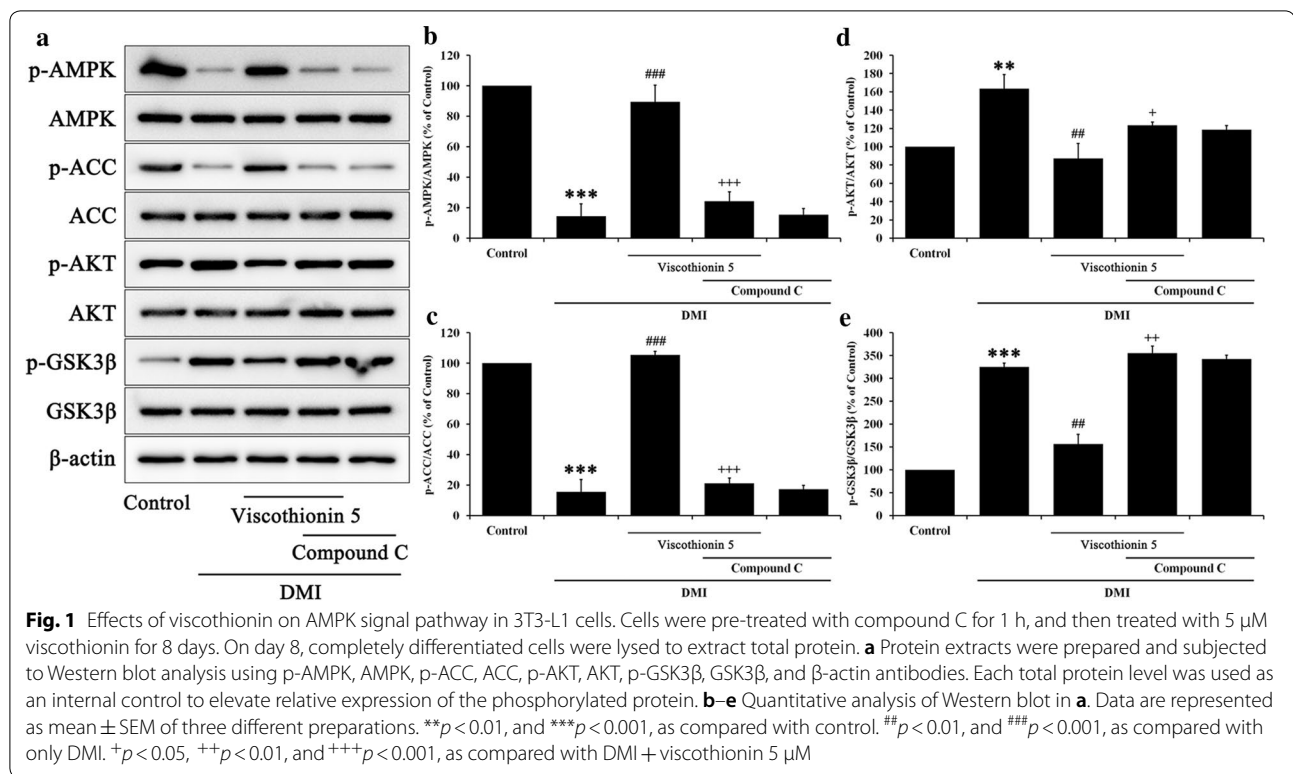 a
p-AMPK
AMPK
p-ACC
ACC
p-AKT
AKT
p-GSK3β
GSK3β
β-actin
Control
Viscothionin 5
Compound C
DMI
b
p-AMPK/AMPK (% of Control)
120
100
80
60
40
20
0
***
###
+++
Control
Viscothionin 5
Compound C
DMI
c
p-ACC/ACC (% of Control)
120
100
80
60
40
20
0
***
###
+++
Control
Viscothionin 5
Compound C
DMI
d
p-AKT/AKT (% of Control)
200
180
160
140
120
100
80
60
40
20
0
**
##
+
Control
Viscothionin 5
Compound C
DMI
e
p-GSK3β/GSK3β (% of Control)
400
350
300
250
200
150
100
50
0
***
##
++
Control
Viscothionin 5
Compound C
DMI
Fig. 1 Effects of viscothionin on AMPK signal pathway in 3T3-L1 cells. Cells were pre-treated with compound C for 1 h, and then treated with 5 μM
viscothionin for 8 days. On day 8, completely differentiated cells were lysed to extract total protein. a Protein extracts were prepared and subjected
to Western blot analysis using p-AMPK, AMPK, p-ACC, ACC, p-AKT, AKT, p-GSK3β, GSK3β, and β-actin antibodies. Each total protein level was used as
an internal control to elevate relative expression of the phosphorylated protein. b–e Quantitative analysis of Western blot in a. Data are represented
as mean ± SEM of three different preparations. **p < 0.01, and ***p < 0.001, as compared with control. ##p < 0.01, and ###p < 0.001, as compared with
only DMI. +p < 0.05, ++p < 0.01, and +++p < 0.001, as compared with DMI + viscothionin 5 μM